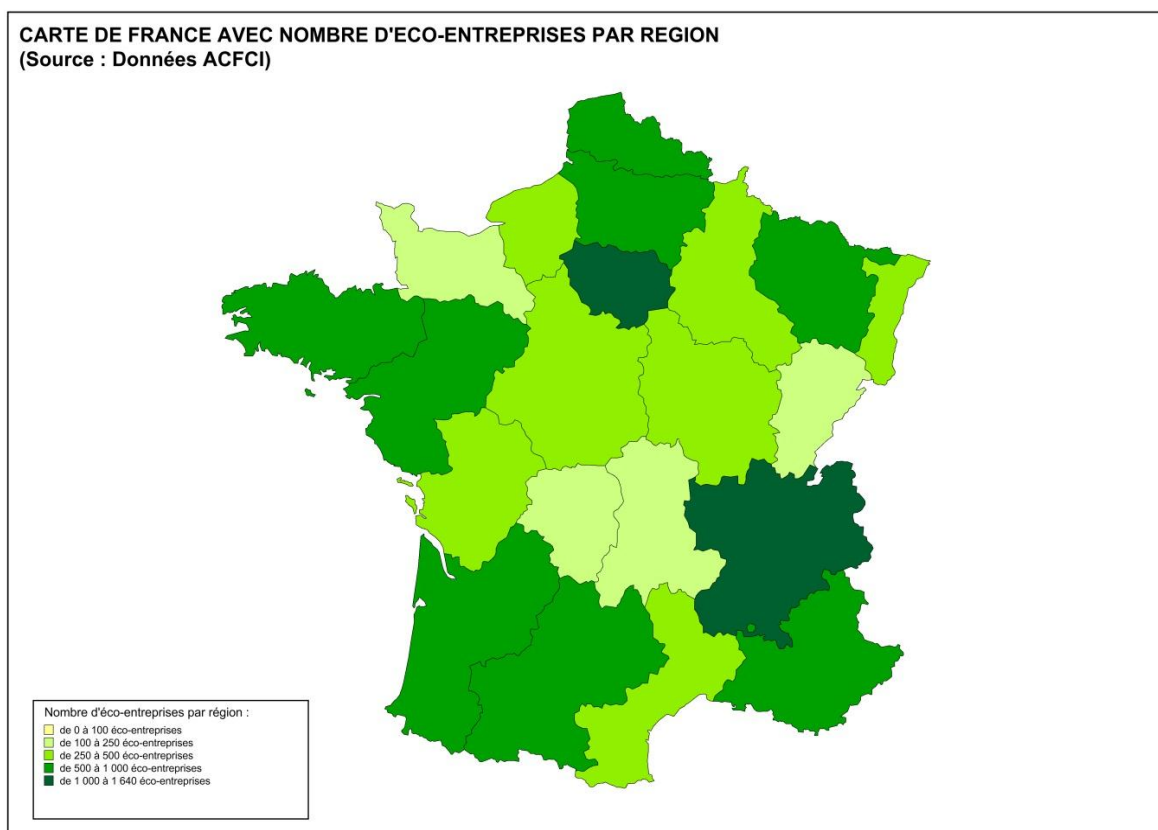 CARTE DE FRANCE AVEC NOMBRE D'ECO-ENTREPRISES PAR REGION
(Source : Données ACFCI)
Nombre d'éco-entreprises par région :
de 0 à 100 éco-entreprises
de 100 à 250 éco-entreprises
de 250 à 500 éco-entreprises
de 500 à 1 000 éco-entreprises
de 1 000 à 1 640 éco-entreprises